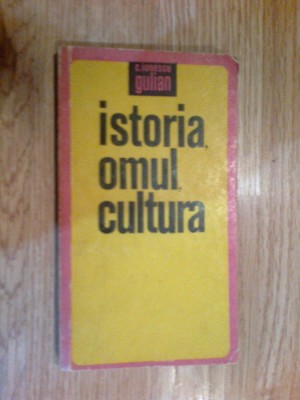 c.ionescu
gulian
istoria,
omul,
cultura